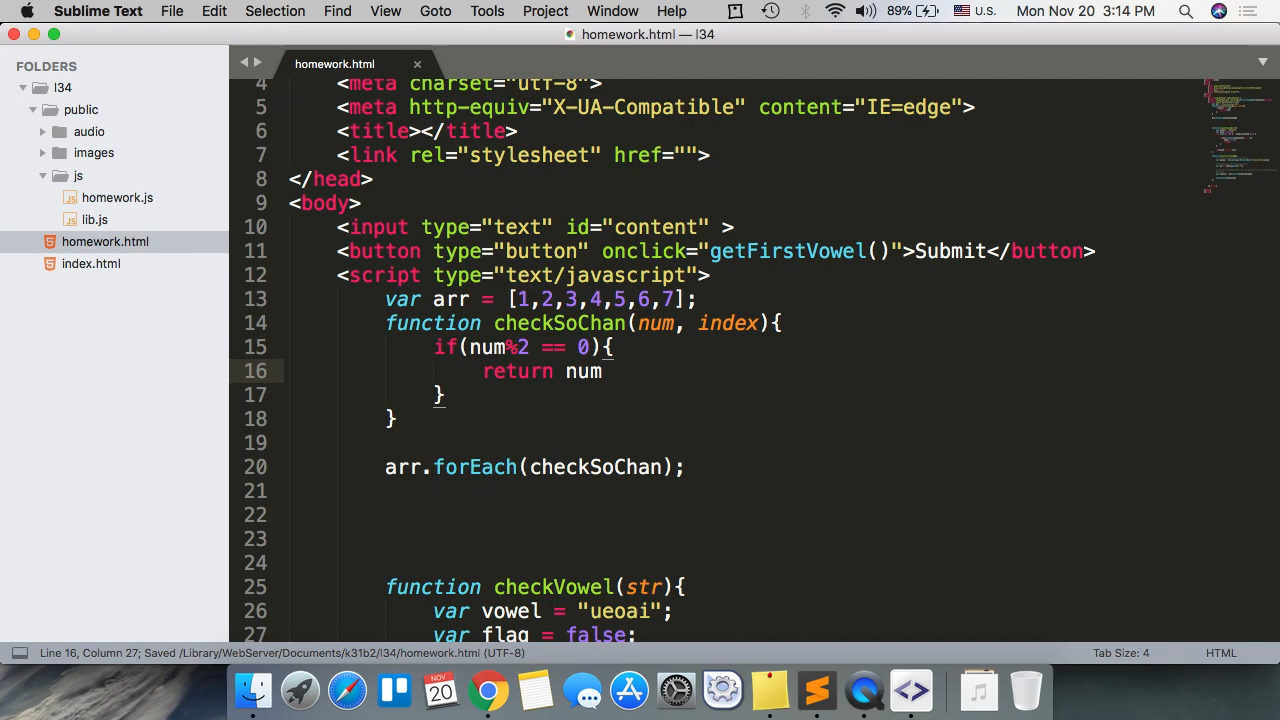 Sublime Text File Edit Selection Find View Goto Tools Project Window Help 89% U.S. Mon Nov 20 3:14 PM
homework.html — l34
FOLDERS
l34
public
audio
images
js
homework.js
lib.js
homework.html
index.html
homework.html
4 <meta charset="utf-8">
5 <meta http-equiv="X-UA-Compatible" content="IE=edge">
6 <title></title>
7 <link rel="stylesheet" href="">
8 </head>
9 <body>
10 <input type="text" id="content" >
11 <button type="button" onclick="getFirstVowel()">Submit</button>
12 <script type="text/javascript">
13 var arr = [1,2,3,4,5,6,7];
14 function checkSoChan(num, index){
15 if(num%2 == 0){
16 return num
17 }
18 }
19
20 arr.forEach(checkSoChan);
21
22
23
24
25 function checkVowel(str){
26 var vowel = "ueoai";
27 var flag = false;
Line 16, Column 27; Saved /Library/WebServer/Documents/k31b2/l34/homework.html (UTF-8) Tab Size: 4 HTML
NOV
20